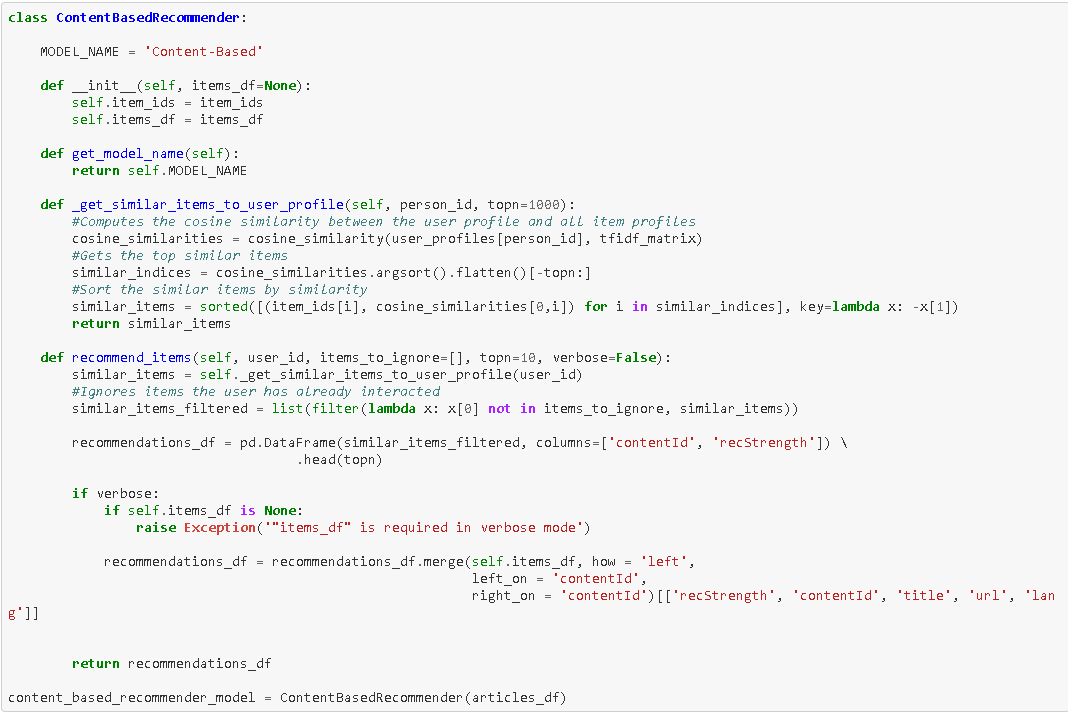 class ContentBasedRecommender:

    MODEL_NAME = 'Content-Based'

    def __init__(self, items_df=None):
        self.item_ids = item_ids
        self.items_df = items_df

    def get_model_name(self):
        return self.MODEL_NAME

    def _get_similar_items_to_user_profile(self, person_id, topn=1000):
        #Computes the cosine similarity between the user profile and all item profiles
        cosine_similarities = cosine_similarity(user_profiles[person_id], tfidf_matrix)
        #Gets the top similar items
        similar_indices = cosine_similarities.argsort().flatten()[-topn:]
        #Sort the similar items by similarity
        similar_items = sorted([(item_ids[i], cosine_similarities[0,i]) for i in similar_indices], key=lambda x: -x[1])
        return similar_items

    def recommend_items(self, user_id, items_to_ignore=[], topn=10, verbose=False):
        similar_items = self._get_similar_items_to_user_profile(user_id)
        #Ignores items the user has already interacted
        similar_items_filtered = list(filter(lambda x: x[0] not in items_to_ignore, similar_items))

        recommendations_df = pd.DataFrame(similar_items_filtered, columns=['contentId', 'recStrength']) \
                                    .head(topn)

        if verbose:
            if self.items_df is None:
                raise Exception('"items_df" is required in verbose mode')

            recommendations_df = recommendations_df.merge(self.items_df, how = 'left',
                                                          left_on = 'contentId',
                                                          right_on = 'contentId')[['recStrength', 'contentId', 'title', 'url', 'lan
g']]


        return recommendations_df

content_based_recommender_model = ContentBasedRecommender(articles_df)